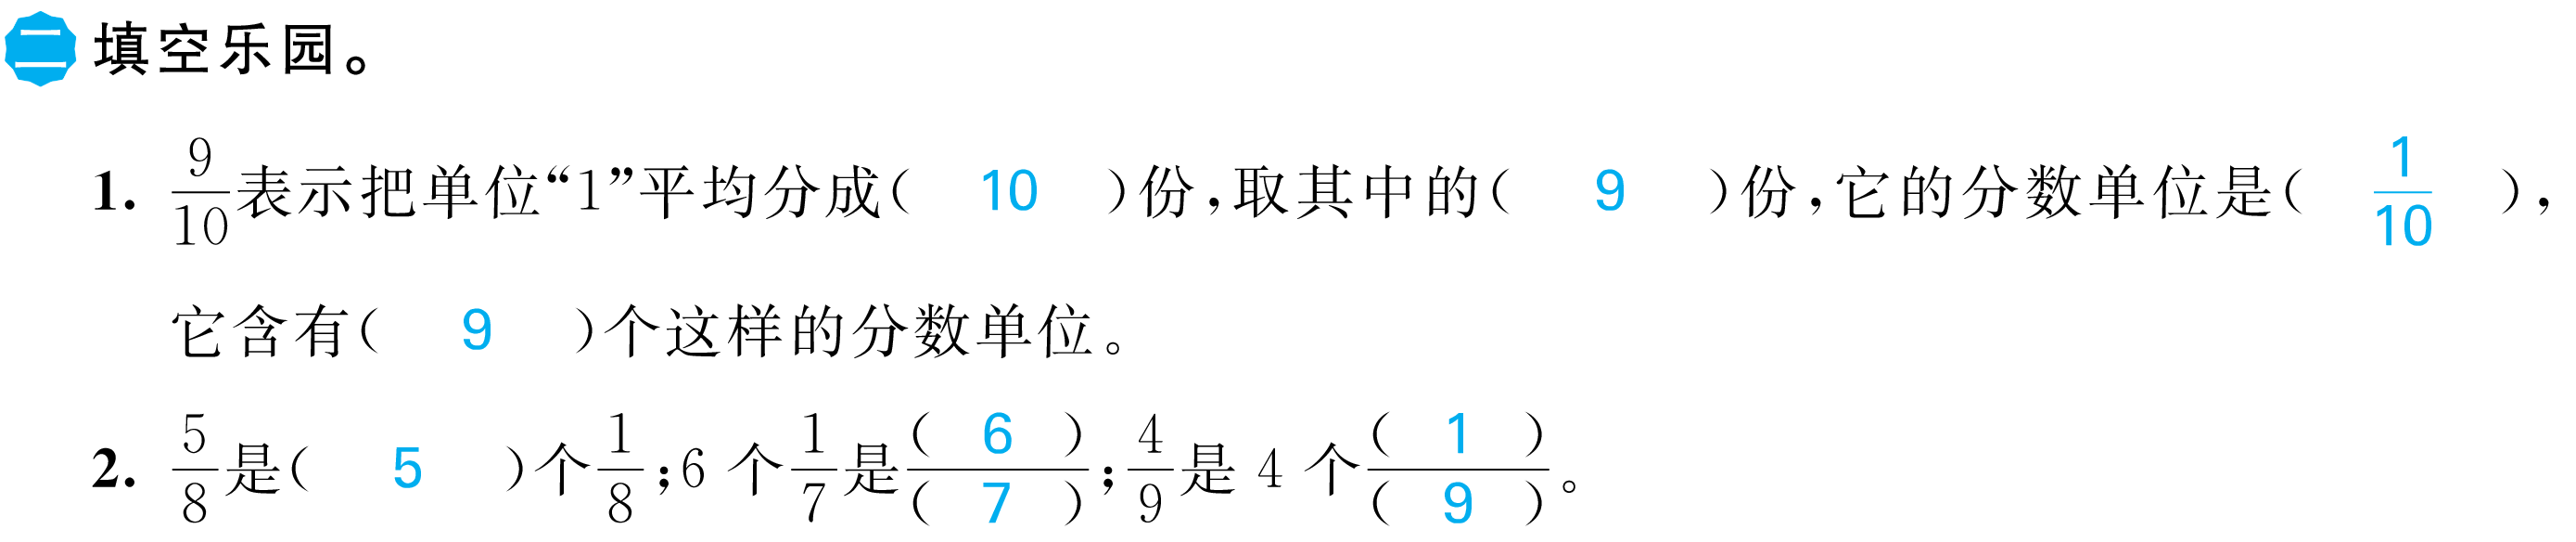 二 填空乐园。
1. 9/10表示把单位“1”平均分成( 10 )份,取其中的( 9 )份,它的分数单位是( 1/10 ),
它含有( 9 )个这样的分数单位。
2. 5/8是( 5 )个1/8;6 个1/7是( 6 )/( 7 );4/9是 4 个( 1 )/( 9 )。